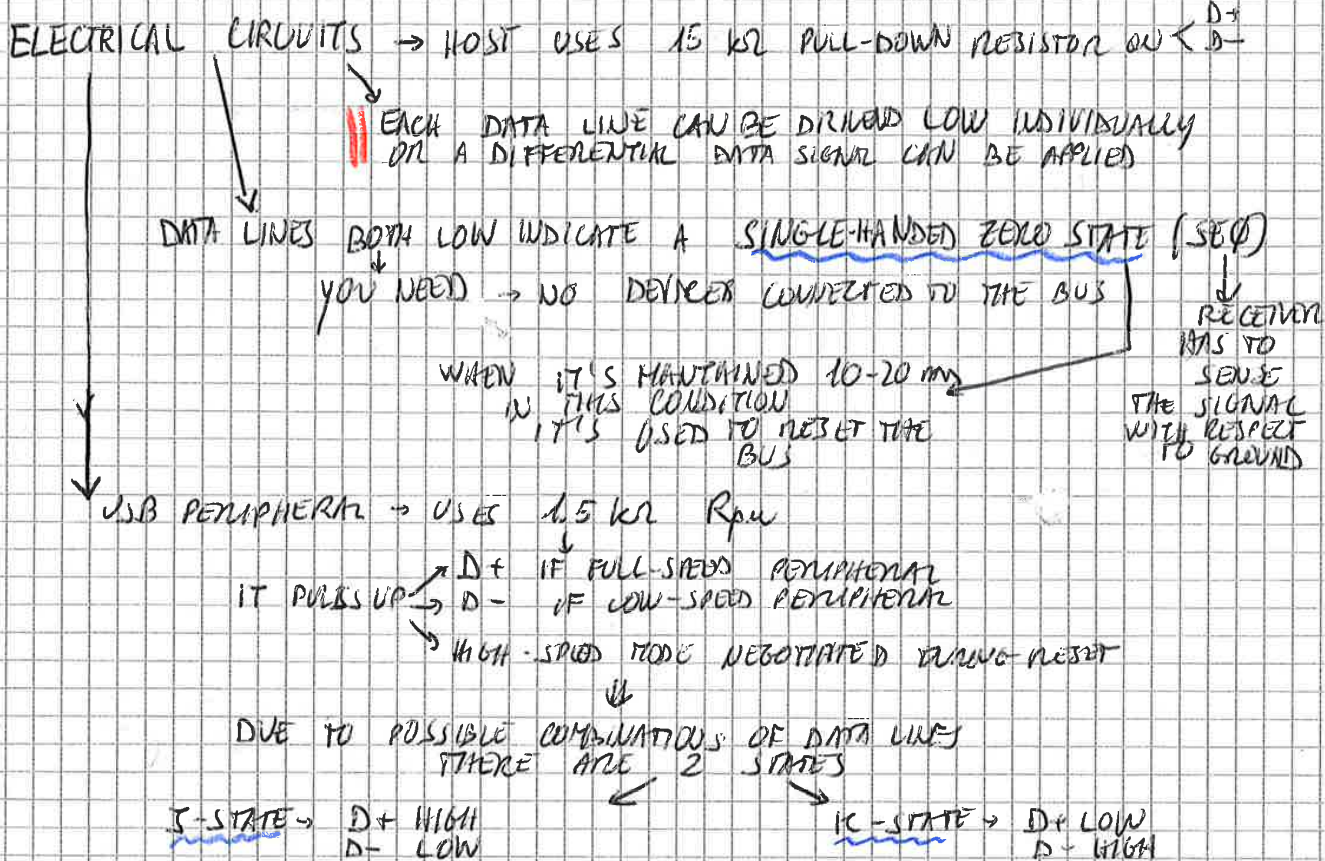 ELECTRICAL CIRUUITS → HOST USES 15 kΩ PULL-DOWN RESISTOR ON < D+ D-
EACH DATA LINE CAN BE DRIVEND LOW INDIVIDUALLY
OR A DIFFERENTIAL DATA SIGNAL CAN BE APPLIED
DATA LINES BOTH LOW INDICATE A SINGLE-HANDED ZERO STATE (SEØ)
YOU NEED → NO DEVICES CONNECTED TO THE BUS
RECEIVER
HAS TO
SENSE
THE SIGNAL
WITH RESPECT
TO GROUND
WHEN IT'S MANTAINED 10-20 ms
IN THIS CONDITION
IT'S USED TO RESET THE
BUS
USB PERIPHERAL → USES 1.5 kΩ Rpu
IT PULLS UP → D+ IF FULL-SPEED PERIPHERAL
→ D- IF LOW-SPEED PERIPHERAL
→ HIGH-SPEED MODE NEGOTIATED DURING RESET
DUE TO POSSIBLE COMBINATIONS OF DATA LINES
THERE ARE 2 STATES
J-STATE → D+ HIGH
D- LOW
K-STATE → D+ LOW
D- HIGH